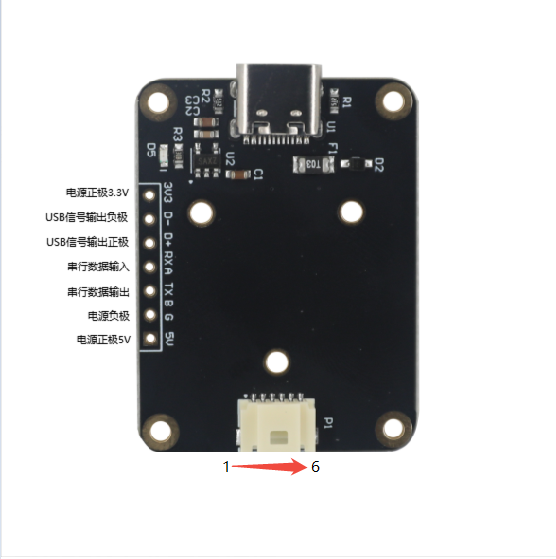 R2
C3
C2
R1
U1
R3
D5
U2
F1
T03
D2
C1
电源正极3.3V
3V3
USB信号输出负极
D-
USB信号输出正极
D+
串行数据输入
RXA
串行数据输出
TXB
电源负极
G
电源正极5V
5V
P1
1
6